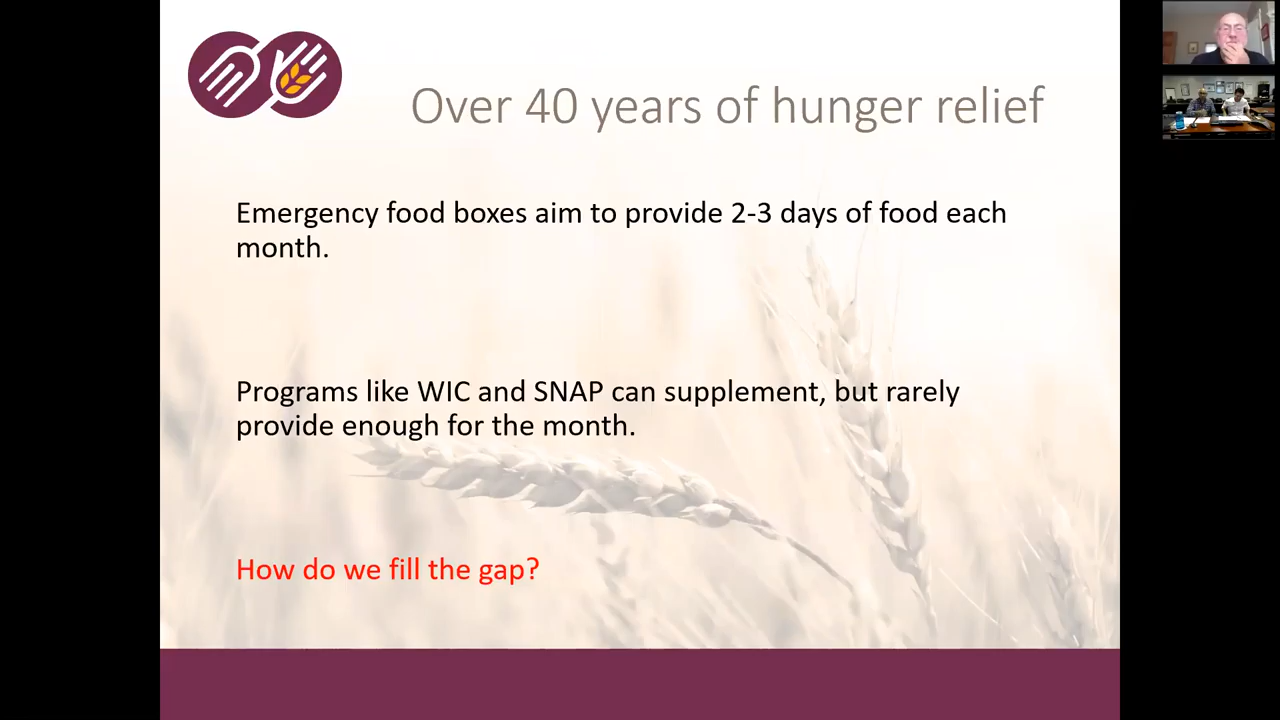 Over 40 years of hunger relief
Emergency food boxes aim to provide 2-3 days of food each
month.
Programs like WIC and SNAP can supplement, but rarely
provide enough for the month.
How do we fill the gap?